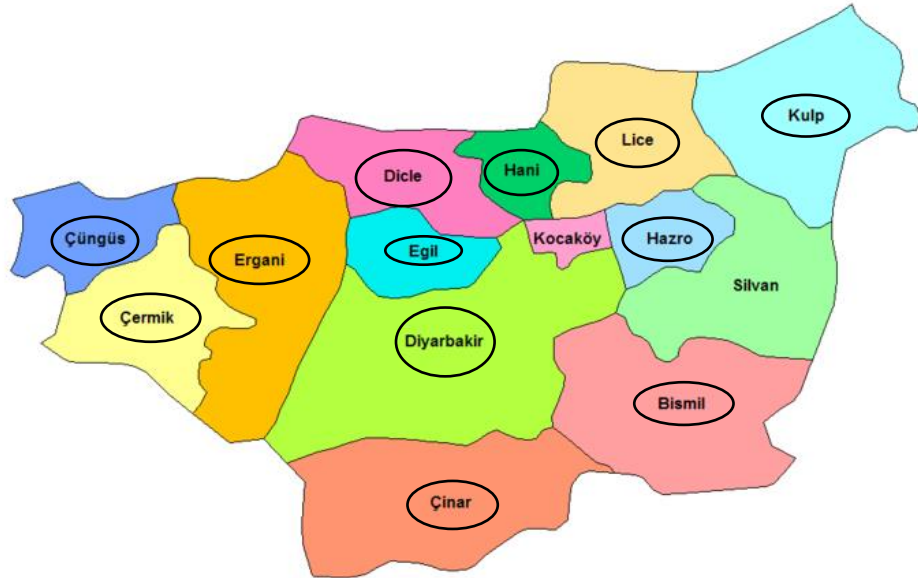 Kulp
Lice
Hani
Dicle
Çüngüs
Ergani
Egil
Kocaköy
Hazro
Silvan
Çermik
Diyarbakir
Bismil
Çinar